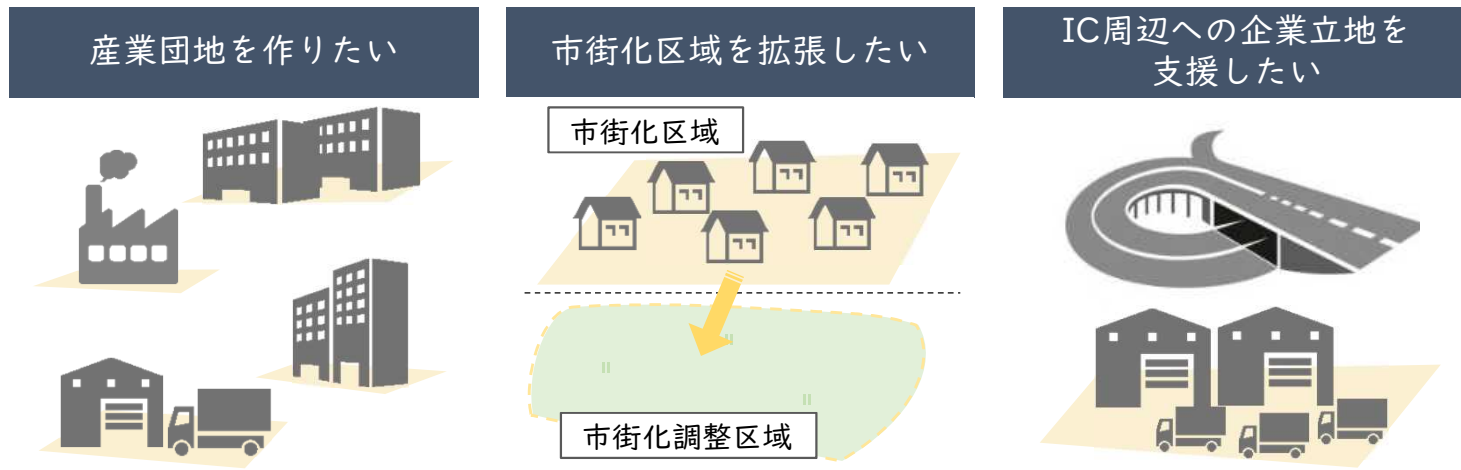 産業団地を作りたい
市街化区域を拡張したい
IC周辺への企業立地を
支援したい
市街化区域
市街化調整区域